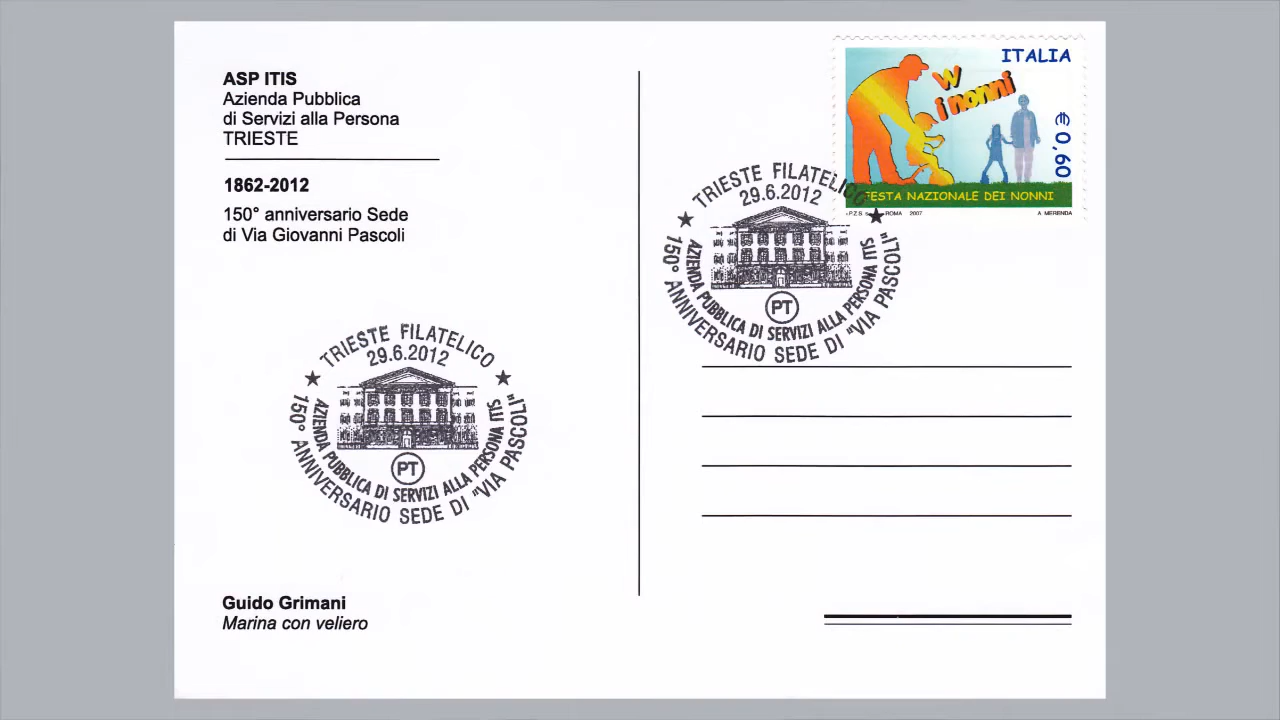 ASP ITIS
Azienda Pubblica
di Servizi alla Persona
TRIESTE
1862-2012
150° anniversario Sede
di Via Giovanni Pascoli
TRIESTE FILATELICO
29.6.2012
AZIENDA PUBBLICA DI SERVIZI ALLA PERSONA ITIS
150° ANNIVERSARIO SEDE DI "VIA PASCOLI"
PT
Guido Grimani
Marina con veliero
ITALIA
W
i nonni
€ 0,60
FESTA NAZIONALE DEI NONNI
ROMA 2007
A. MERENDA
TRIESTE FILATELICO
29.6.2012
AZIENDA PUBBLICA DI SERVIZI ALLA PERSONA ITIS
150° ANNIVERSARIO SEDE DI "VIA PASCOLI"
PT